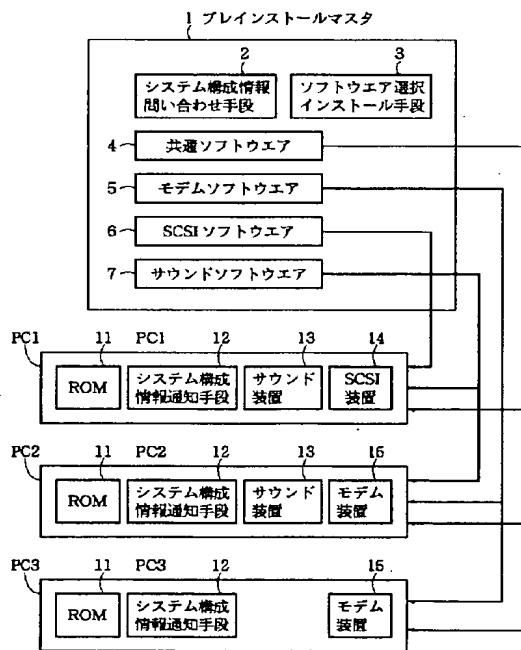 1 プレインストールマスタ
2
3
システム構成情報
問い合わせ手段
ソフトウエア選択
インストール手段
4 共通ソフトウエア
5 モデムソフトウエア
6 SCSIソフトウエア
7 サウンドソフトウエア
PC1 11 PC1 12 13 14
ROM
システム構成
情報通知手段
サウンド
装置
SCSI
装置
PC2 11 PC2 12 13 15
ROM
システム構成
情報通知手段
サウンド
装置
モデム
装置
PC3 11 PC3 12 15
ROM
システム構成
情報通知手段
モデム
装置